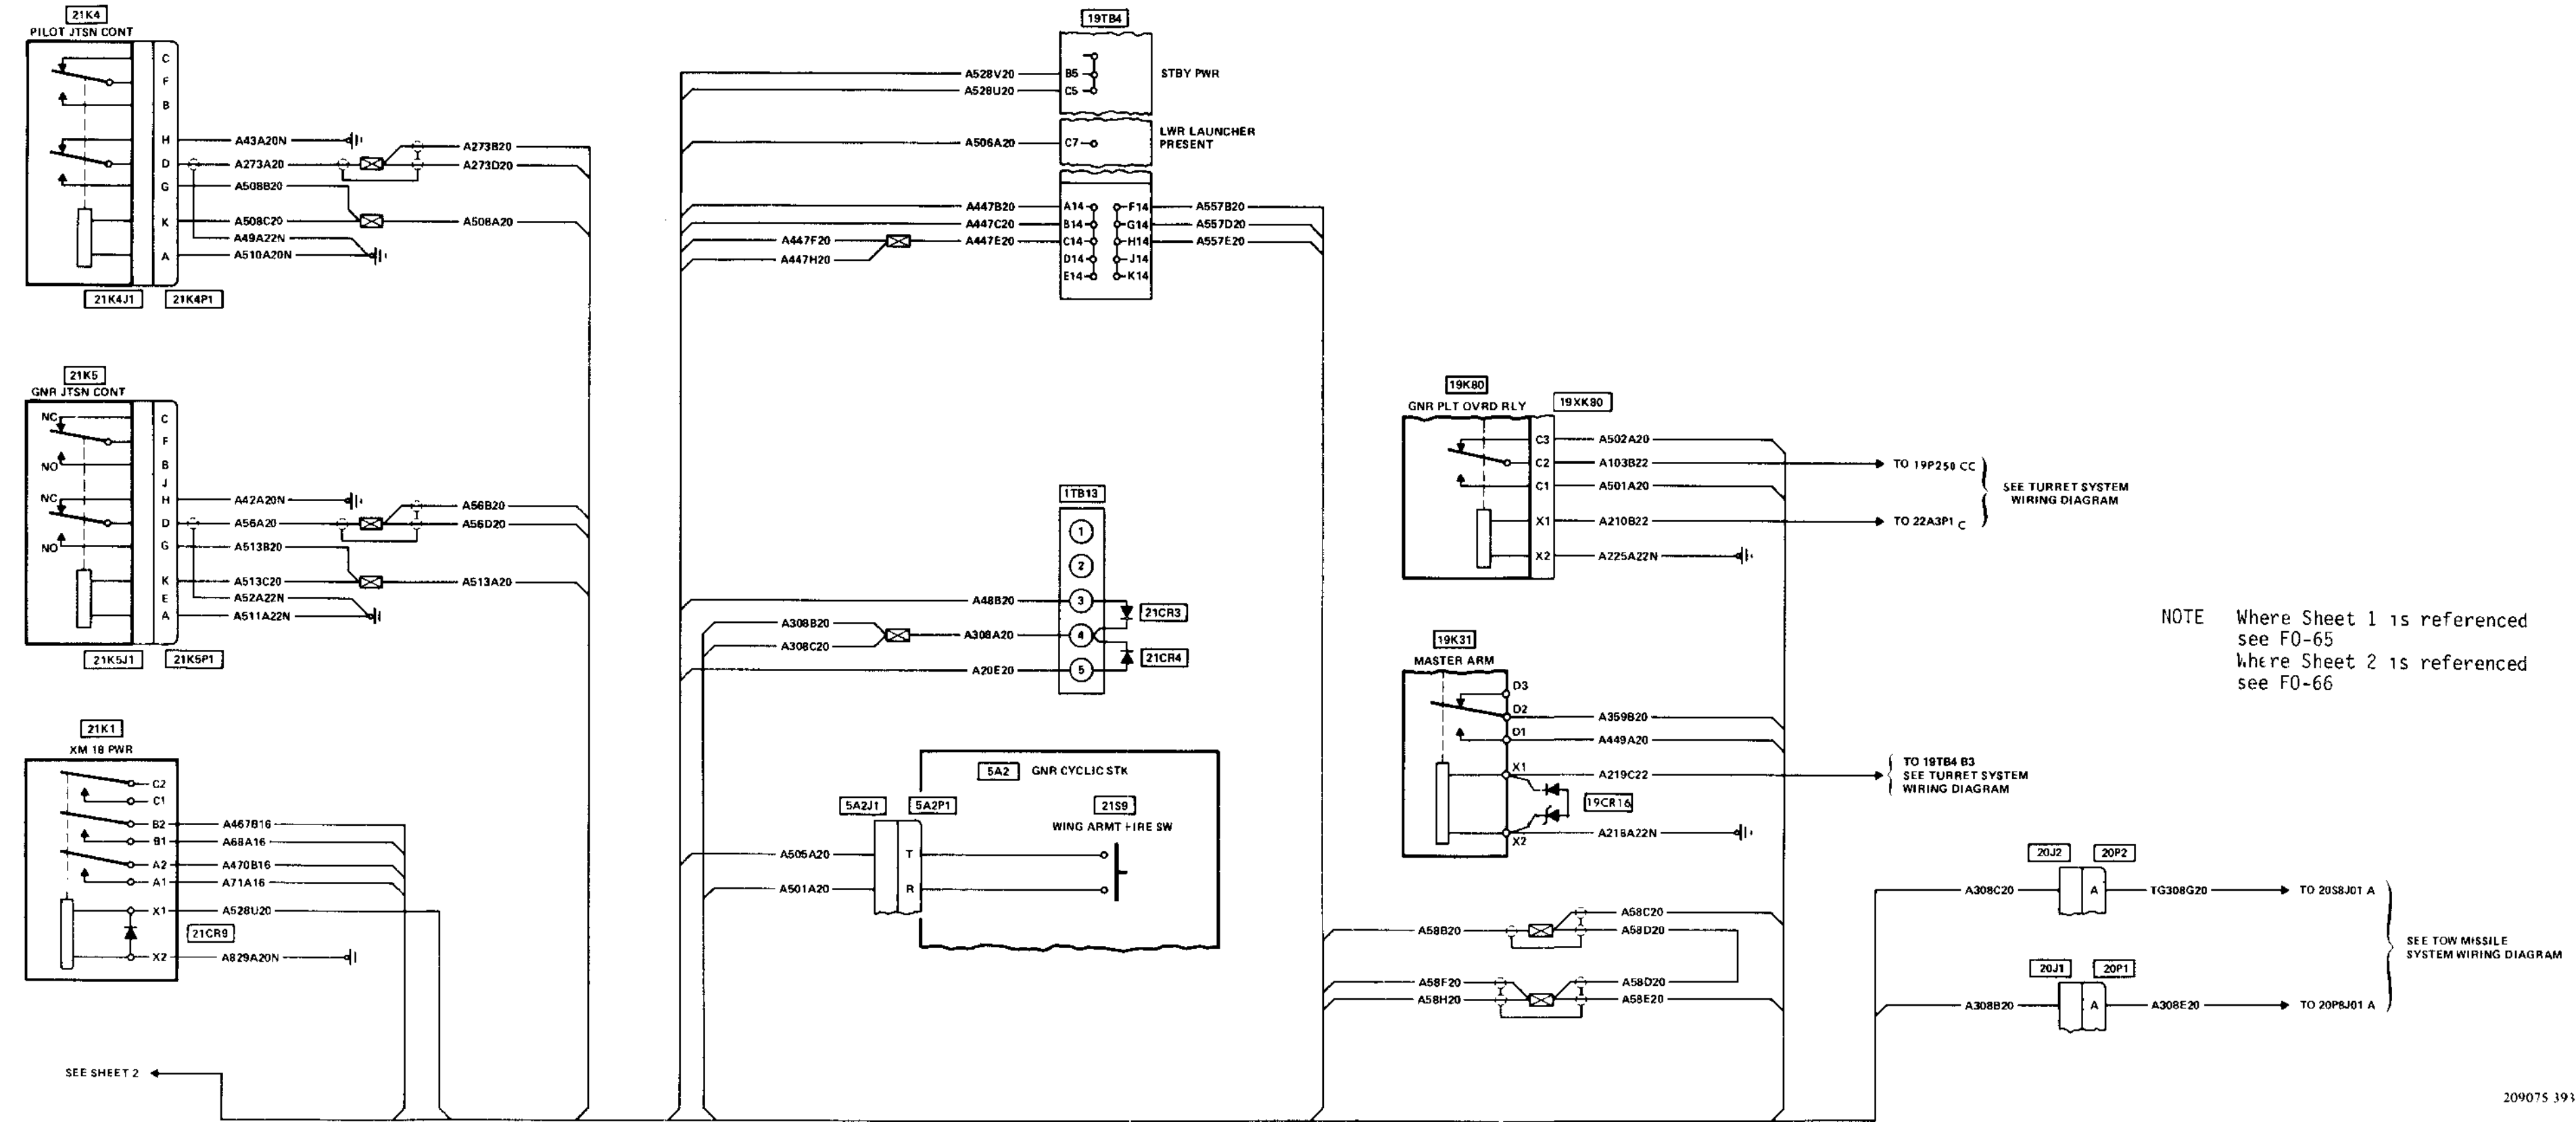 21K4
PILOT JTSN CONT
C
F
B
H A43A20N
D A273A20 A273B20
A273D20
G A508B20
K A508C20 A508A20
A49A22N
A A510A20N
21K4J1 21K4P1
21K5
GNR JTSN CONT
NC C
F
NO B
J
NC H A42A20N
D A56A20 A56B20
A56D20
NO G A513B20
K A513C20 A513A20
E A52A22N
A A511A22N
21K5J1 21K5P1
21K1
XM 18 PWR
C2
C1
B2 A467B16
B1 A68A16
A2 A470B16
A1 A71A16
X1 A528U20
21CR9
X2 A829A20N
SEE SHEET 2
19TB4
A528V20 B5 STBY PWR
A528U20 C5
A506A20 C7 LWR LAUNCHER
PRESENT
A447B20 A14 F14 A557B20
A447C20 B14 G14 A557D20
A447F20 A447E20 C14 H14 A557E20
A447H20 D14 J14
E14 K14
1TB13
1
2
A48B20 3 21CR3
A308B20
A308A20 4
A308C20 21CR4
A20E20 5
5A2 GNR CYCLIC STK
5A2J1 5A2P1 21S9
WING ARMT FIRE SW
A505A20 T
A501A20 R
19K80
GNR PLT OVRD RLY 19XK80
C3 A502A20
C2 A103B22 TO 19P250 CC
C1 A501A20 SEE TURRET SYSTEM
WIRING DIAGRAM
X1 A210B22 TO 22A3P1 C
X2 A225A22N
19K31
MASTER ARM
D3
D2 A359B20
D1 A449A20
X1 A219C22 TO 19TB4 B3
SEE TURRET SYSTEM
WIRING DIAGRAM
19CR16
X2 A218A22N
A58B20 A58C20
A58D20
A58F20 A58D20
A58H20 A58E20
NOTE Where Sheet 1 is referenced
see FO-65
Where Sheet 2 is referenced
see FO-66
20J2 20P2
A308C20 A TG308G20 TO 20S8J01 A
SEE TOW MISSILE
SYSTEM WIRING DIAGRAM
20J1 20P1
A308B20 A A308E20 TO 20P8J01 A
209075 393